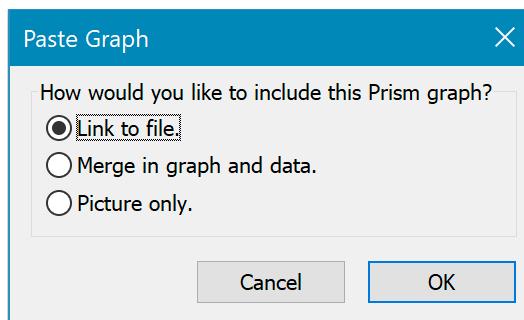 Paste Graph
How would you like to include this Prism graph?
Link to file.
Merge in graph and data.
Picture only.
Cancel OK